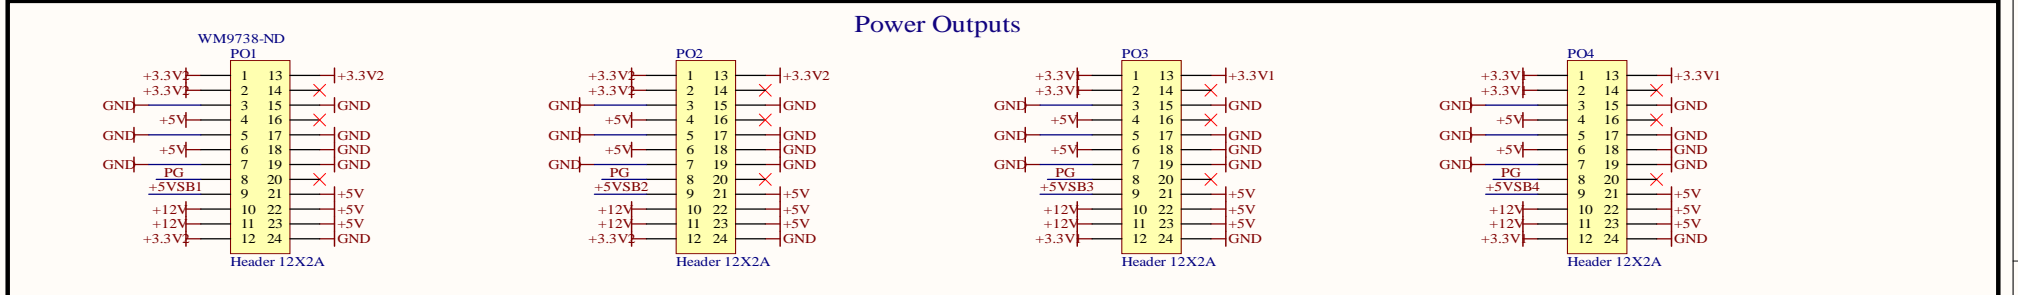 Power Outputs
WM9738-ND
PO1 PO2 PO3 PO4
+3.3V2 1 13 +3.3V2 +3.3V2 1 13 +3.3V2 +3.3V1 1 13 +3.3V1 +3.3V1 1 13 +3.3V1
+3.3V2 2 14 +3.3V2 2 14 +3.3V1 2 14 +3.3V1 2 14
GND 3 15 GND GND 3 15 GND GND 3 15 GND GND 3 15 GND
+5V 4 16 +5V 4 16 +5V 4 16 +5V 4 16
GND 5 17 GND GND 5 17 GND GND 5 17 GND GND 5 17 GND
+5V 6 18 GND +5V 6 18 GND +5V 6 18 GND +5V 6 18 GND
GND 7 19 GND GND 7 19 GND GND 7 19 GND GND 7 19 GND
PG 8 20 PG 8 20 PG 8 20 PG 8 20
+5VSB1 9 21 +5V +5VSB2 9 21 +5V +5VSB3 9 21 +5V +5VSB4 9 21 +5V
+12V 10 22 +5V +12V 10 22 +5V +12V 10 22 +5V +12V 10 22 +5V
+12V 11 23 +5V +12V 11 23 +5V +12V 11 23 +5V +12V 11 23 +5V
+3.3V2 12 24 GND +3.3V2 12 24 GND +3.3V1 12 24 GND +3.3V1 12 24 GND
Header 12X2A Header 12X2A Header 12X2A Header 12X2A